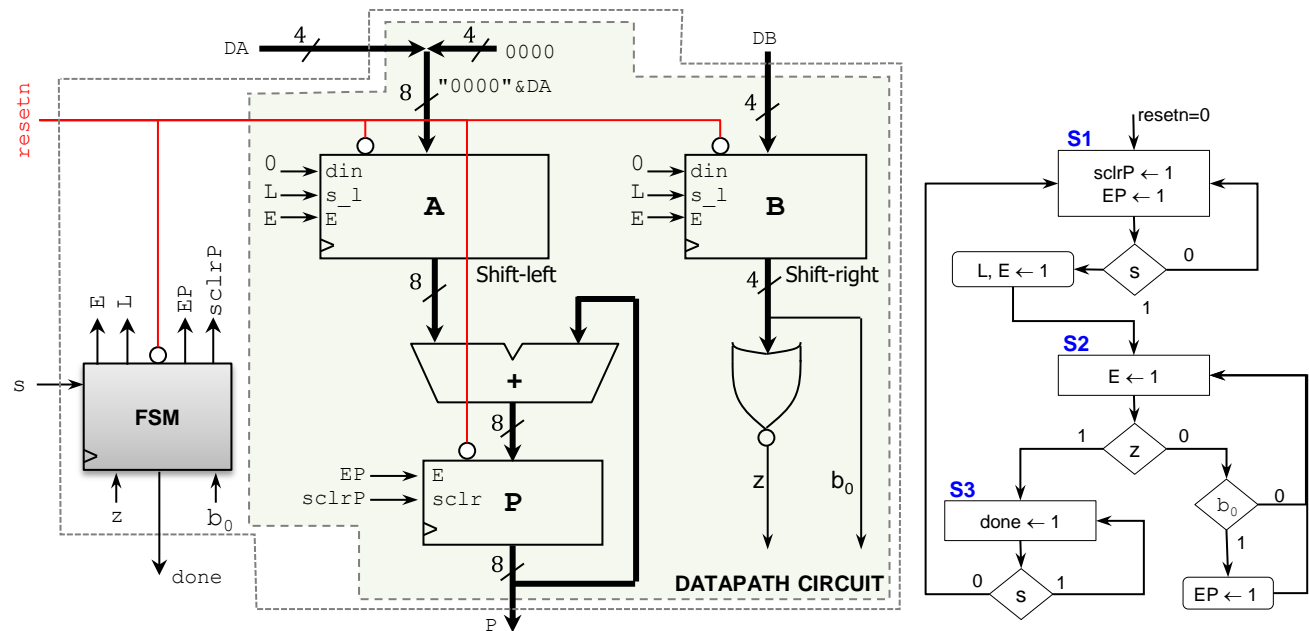 DA
4
4
0000
DB
8
"0000"&DA
4
resetn
0
din
L
s_l
E
E
A
0
din
L
s_l
E
E
B
8
Shift-left
4
Shift-right
E
L
EP
sclrP
s
FSM
z
b0
done
+
8
EP
E
sclrP
sclr
P
8
P
z
b0
DATAPATH CIRCUIT
resetn=0
S1
sclrP ← 1
EP ← 1
s
0
1
L, E ← 1
S2
E ← 1
1
z
0
S3
done ← 1
b0
0
1
0
s
1
EP ← 1